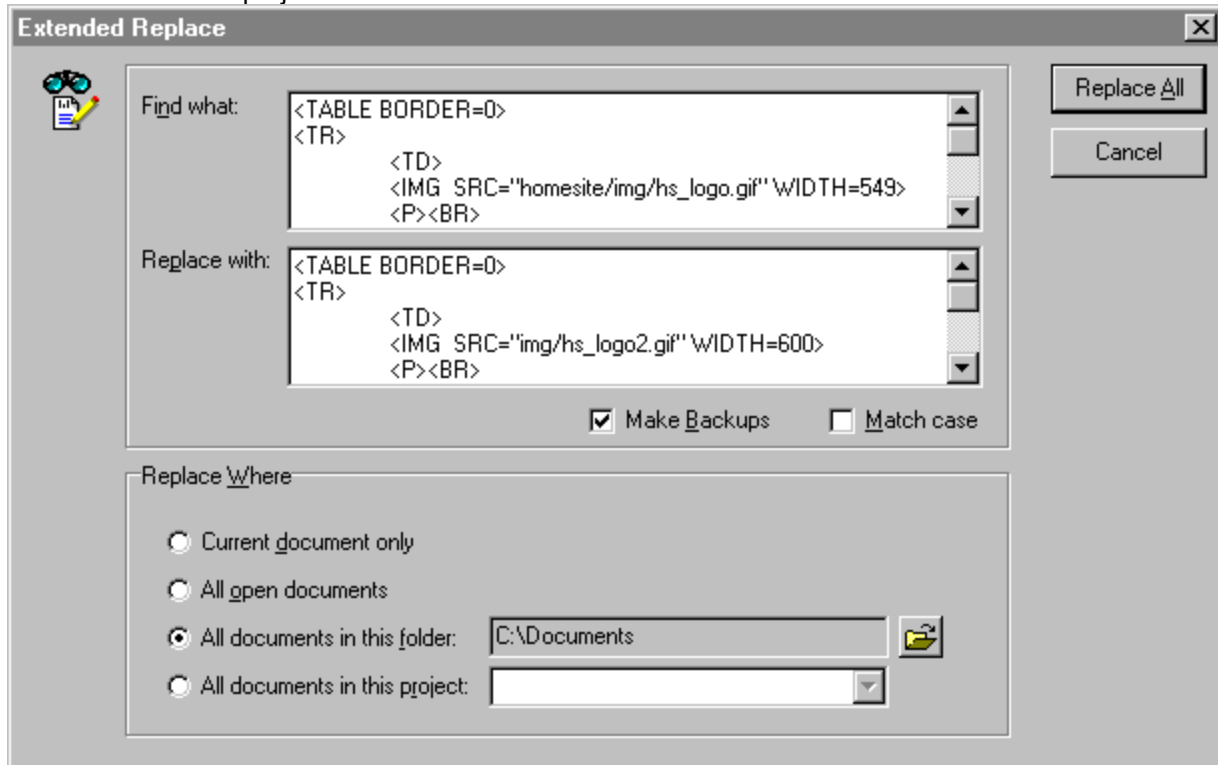 Extended Replace
Find what:
<TABLE BORDER=0>
<TR>
<TD>
<IMG SRC="homesite/img/hs_logo.gif" WIDTH=549>
<P><BR>
Replace with:
<TABLE BORDER=0>
<TR>
<TD>
<IMG SRC="img/hs_logo2.gif" WIDTH=600>
<P><BR>
Make Backups
Match case
Replace All
Cancel
Replace Where
Current document only
All open documents
All documents in this folder: C:\Documents
All documents in this project: